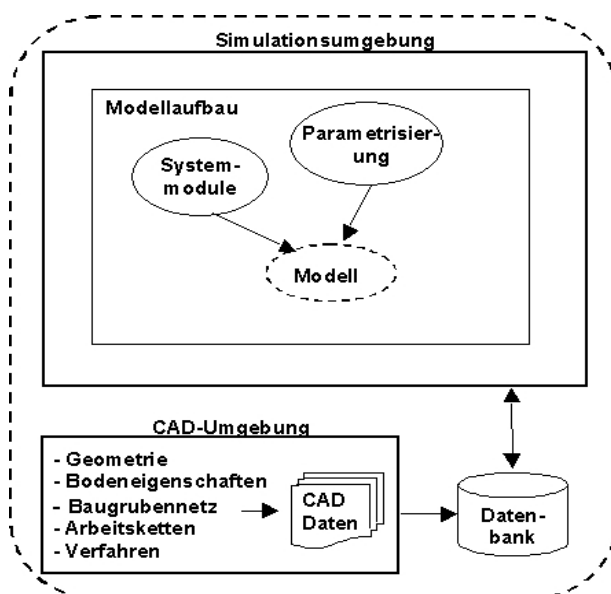 Simulationsumgebung
Modellaufbau
Parametrisier-
ung
System-
module
Modell
CAD-Umgebung
- Geometrie
- Bodeneigenschaften
- Baugrubennetz
- Arbeitsketten
- Verfahren
CAD
Daten
Daten-
bank